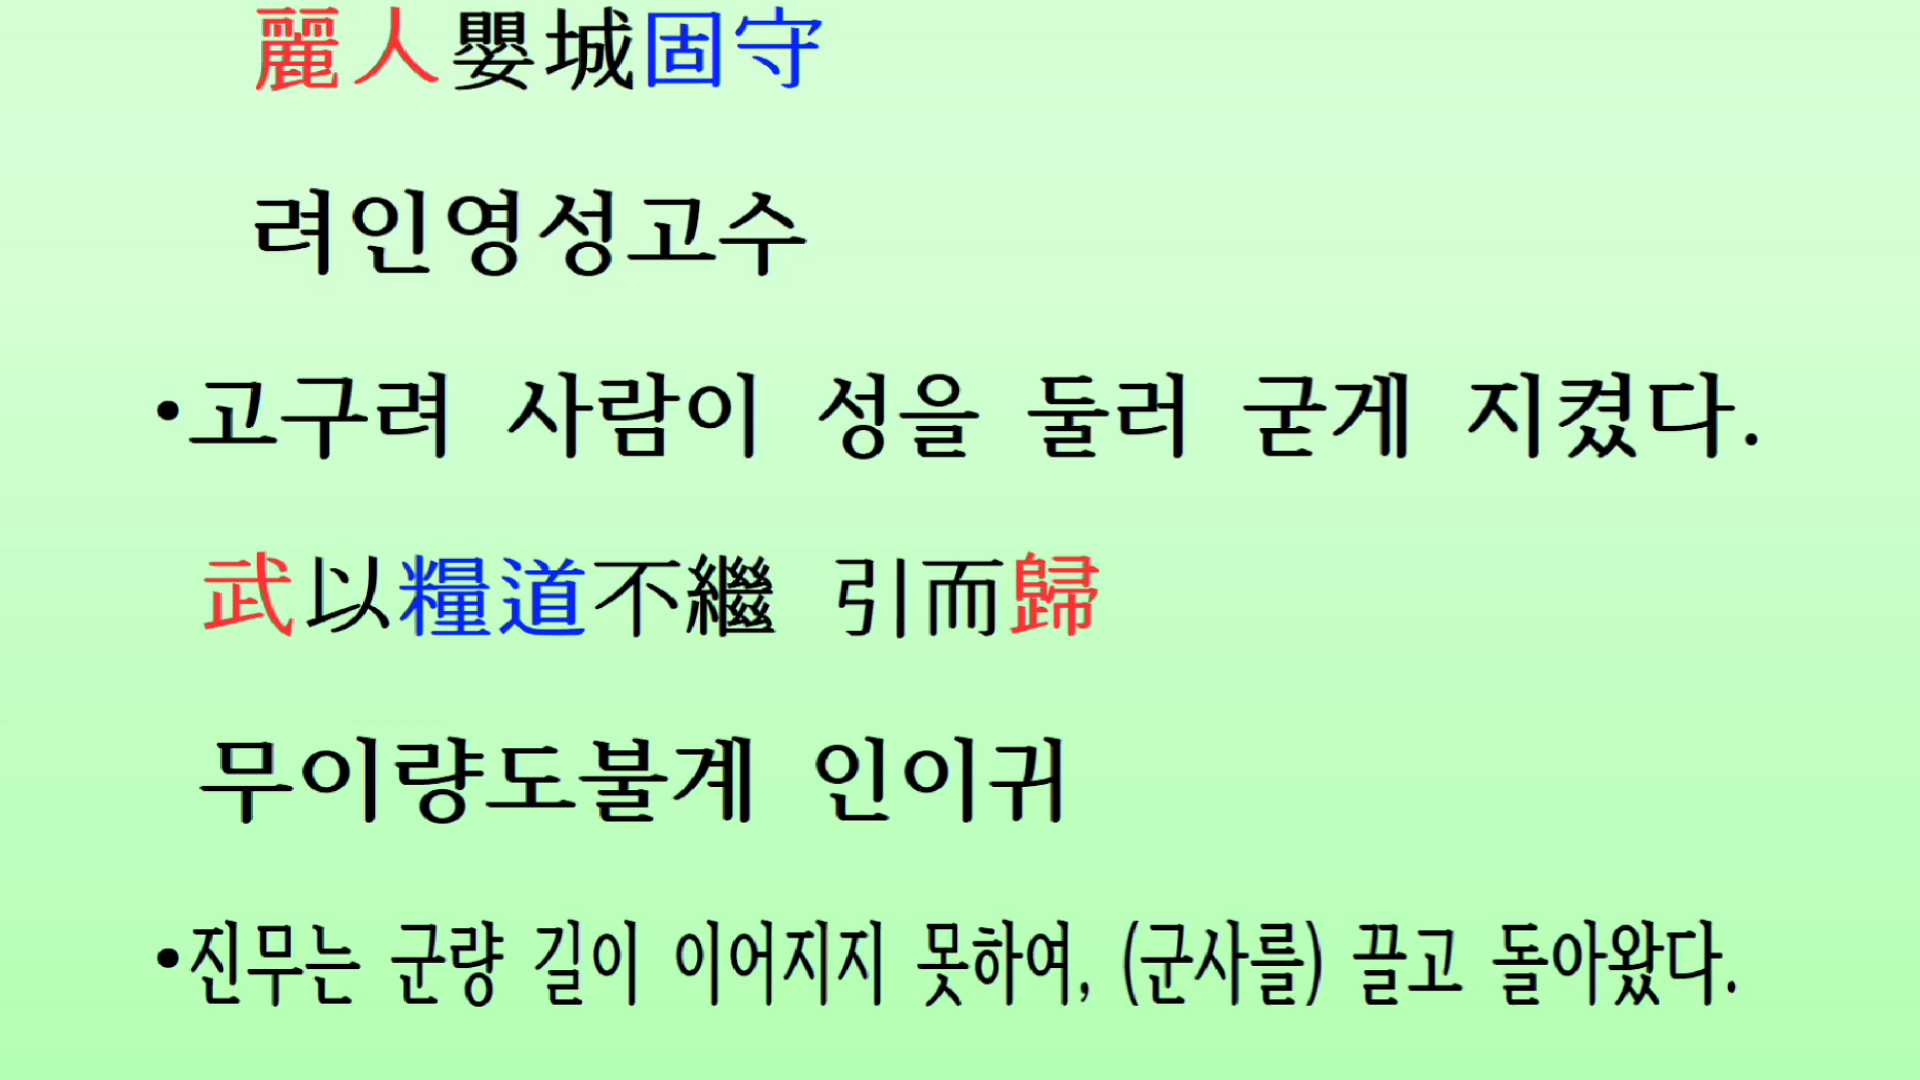 麗人嬰城固守
려인영성고수
•고구려 사람이 성을 둘러 굳게 지켰다.
武以糧道不繼 引而歸
무이량도불계 인이귀
•진무는 군량 길이 이어지지 못하여, (군사를) 끌고 돌아왔다.